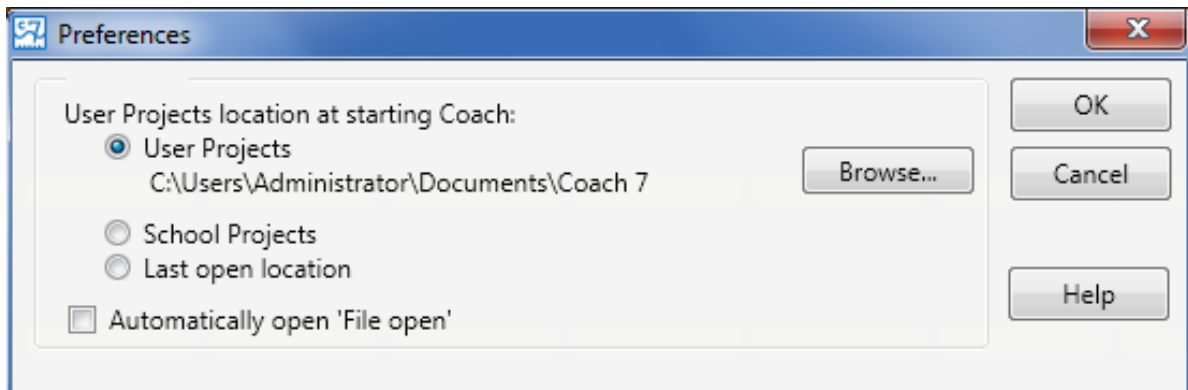 Preferences
User Projects location at starting Coach:
User Projects
C:\Users\Administrator\Documents\Coach 7
Browse...
School Projects
Last open location
Automatically open 'File open'
OK
Cancel
Help